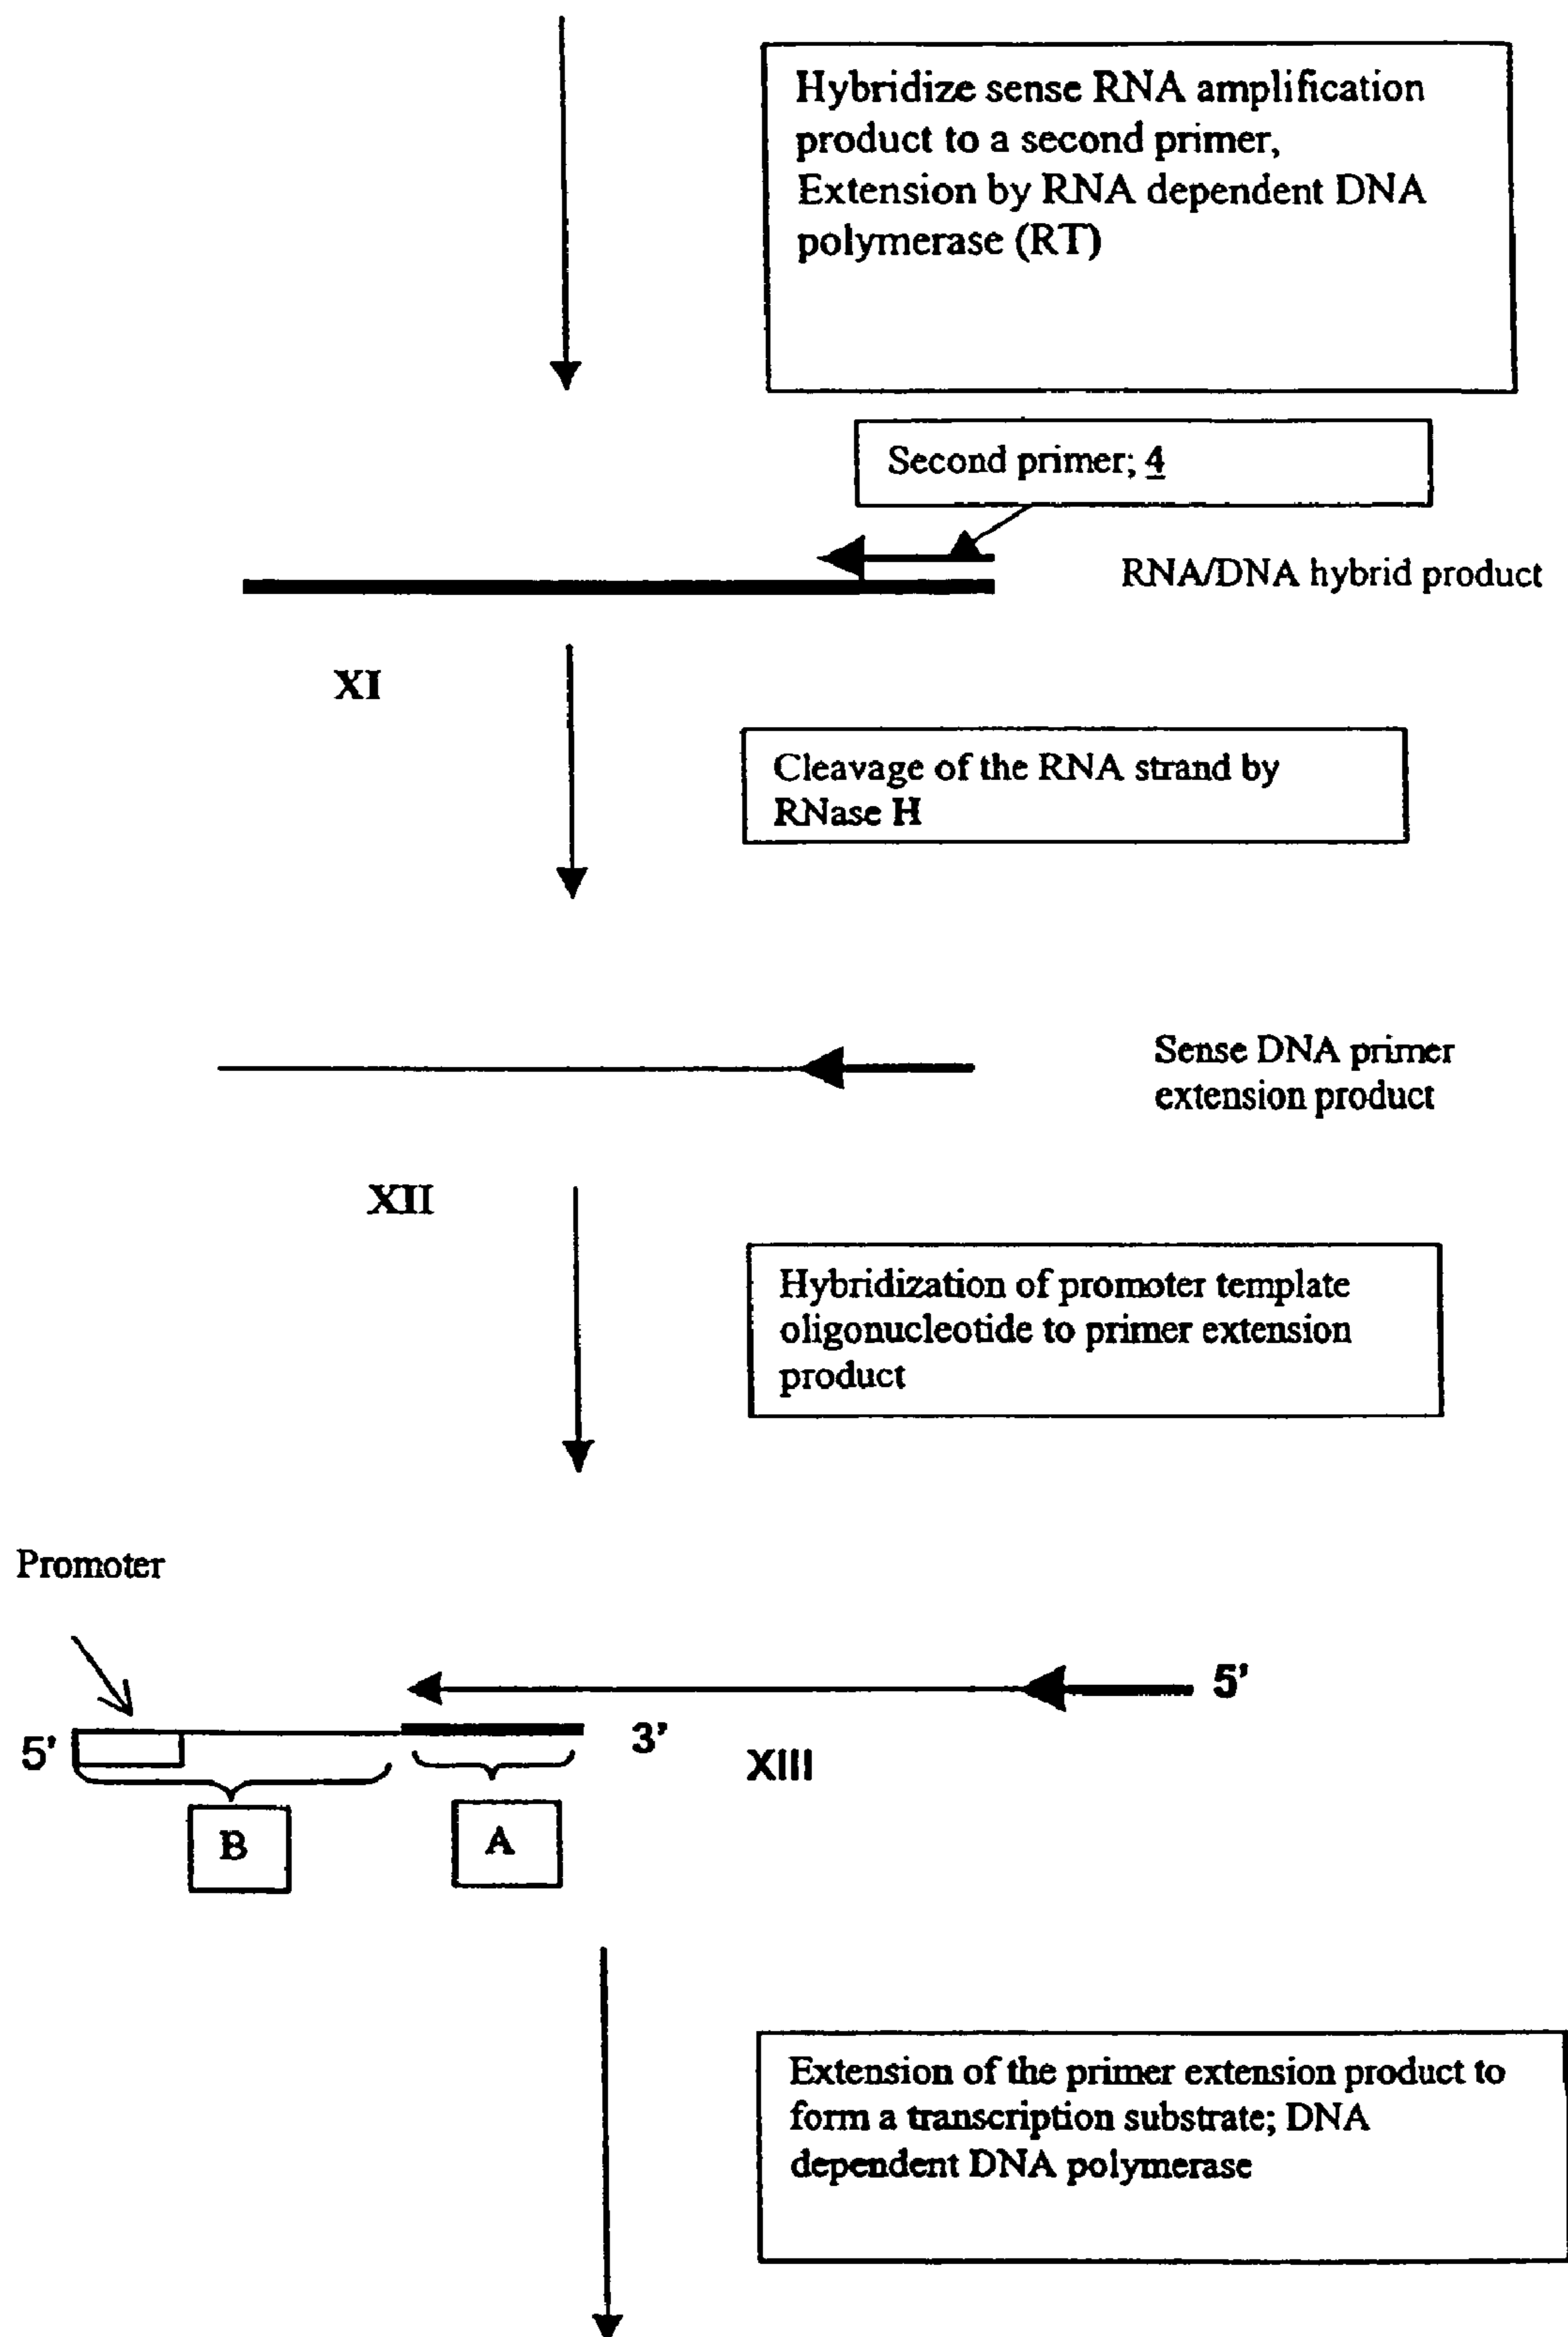 Hybridize sense RNA amplification
product to a second primer,
Extension by RNA dependent DNA
polymerase (RT)
Second primer; 4
RNA/DNA hybrid product
XI
Cleavage of the RNA strand by
RNase H
Sense DNA primer
extension product
XII
Hybridization of promoter template
oligonucleotide to primer extension
product
Promoter
5'
5'
3'
XIII
B
A
Extension of the primer extension product to
form a transcription substrate; DNA
dependent DNA polymerase